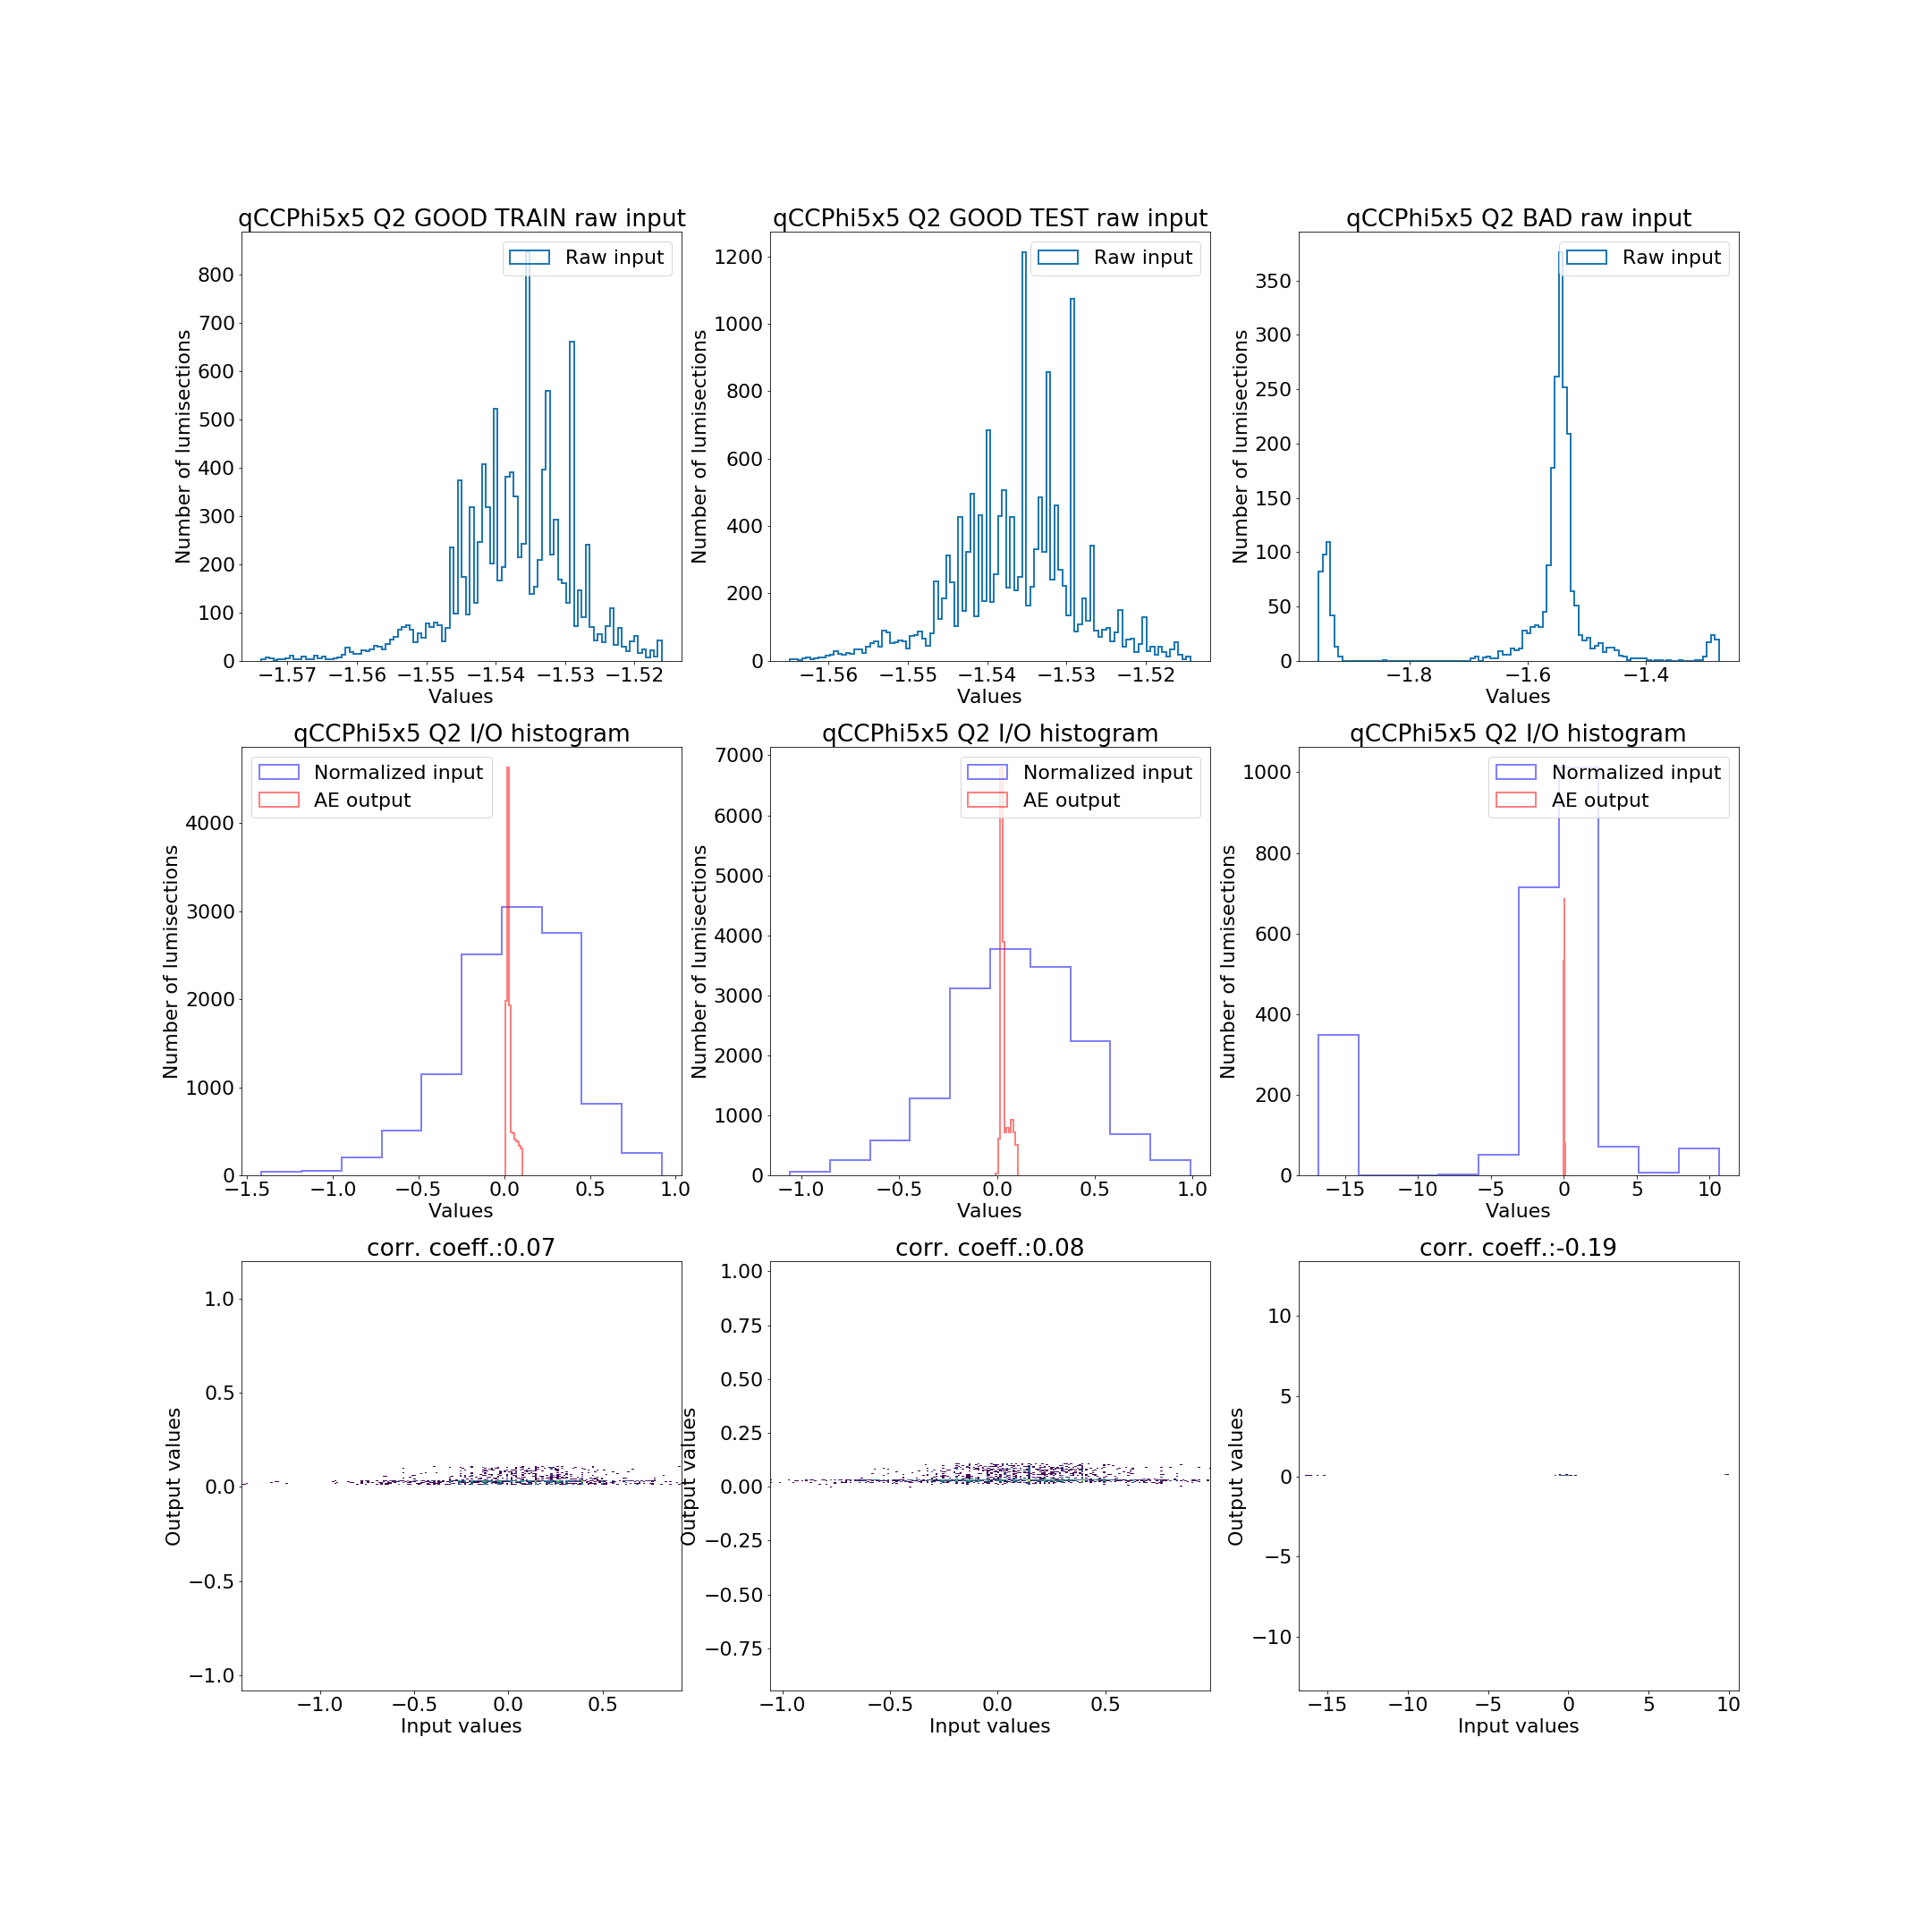 qCCPhi5x5 Q2 GOOD TRAIN raw input
qCCPhi5x5 Q2 GOOD TEST raw input
qCCPhi5x5 Q2 BAD raw input
Raw input
Raw input
Raw input
Number of lumisections
800
700
600
500
400
300
200
100
0
−1.57 −1.56 −1.55 −1.54 −1.53 −1.52
Values
Number of lumisections
1200
1000
800
600
400
200
0
−1.56 −1.55 −1.54 −1.53 −1.52
Values
Number of lumisections
350
300
250
200
150
100
50
0
−1.8 −1.6 −1.4
Values
qCCPhi5x5 Q2 I/O histogram
qCCPhi5x5 Q2 I/O histogram
qCCPhi5x5 Q2 I/O histogram
Normalized input
AE output
Normalized input
AE output
Normalized input
AE output
Number of lumisections
4000
3000
2000
1000
0
−1.5 −1.0 −0.5 0.0 0.5 1.0
Values
Number of lumisections
7000
6000
5000
4000
3000
2000
1000
0
−1.0 −0.5 0.0 0.5 1.0
Values
Number of lumisections
1000
800
600
400
200
0
−15 −10 −5 0 5 10
Values
corr. coeff.:0.07
corr. coeff.:0.08
corr. coeff.:-0.19
Output values
1.0
0.5
0.0
−0.5
−1.0
−1.0 −0.5 0.0 0.5
Input values
Output values
1.00
0.75
0.50
0.25
0.00
−0.25
−0.50
−0.75
−1.0 −0.5 0.0 0.5
Input values
Output values
10
5
0
−5
−10
−15 −10 −5 0 5 10
Input values